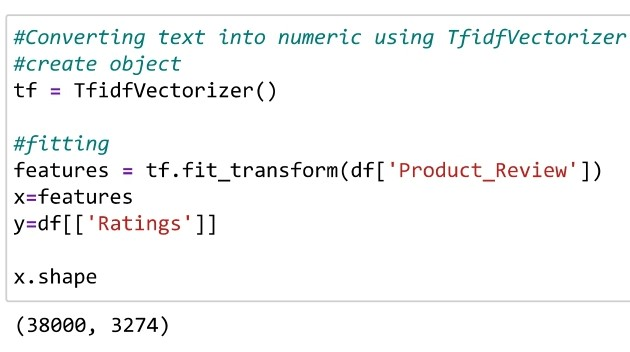 #Converting text into numeric using TfidfVectorizer
#create object
tf = TfidfVectorizer()
#fitting
features = tf.fit_transform(df['Product_Review'])
x=features
y=df[['Ratings']]
x.shape
(38000, 3274)